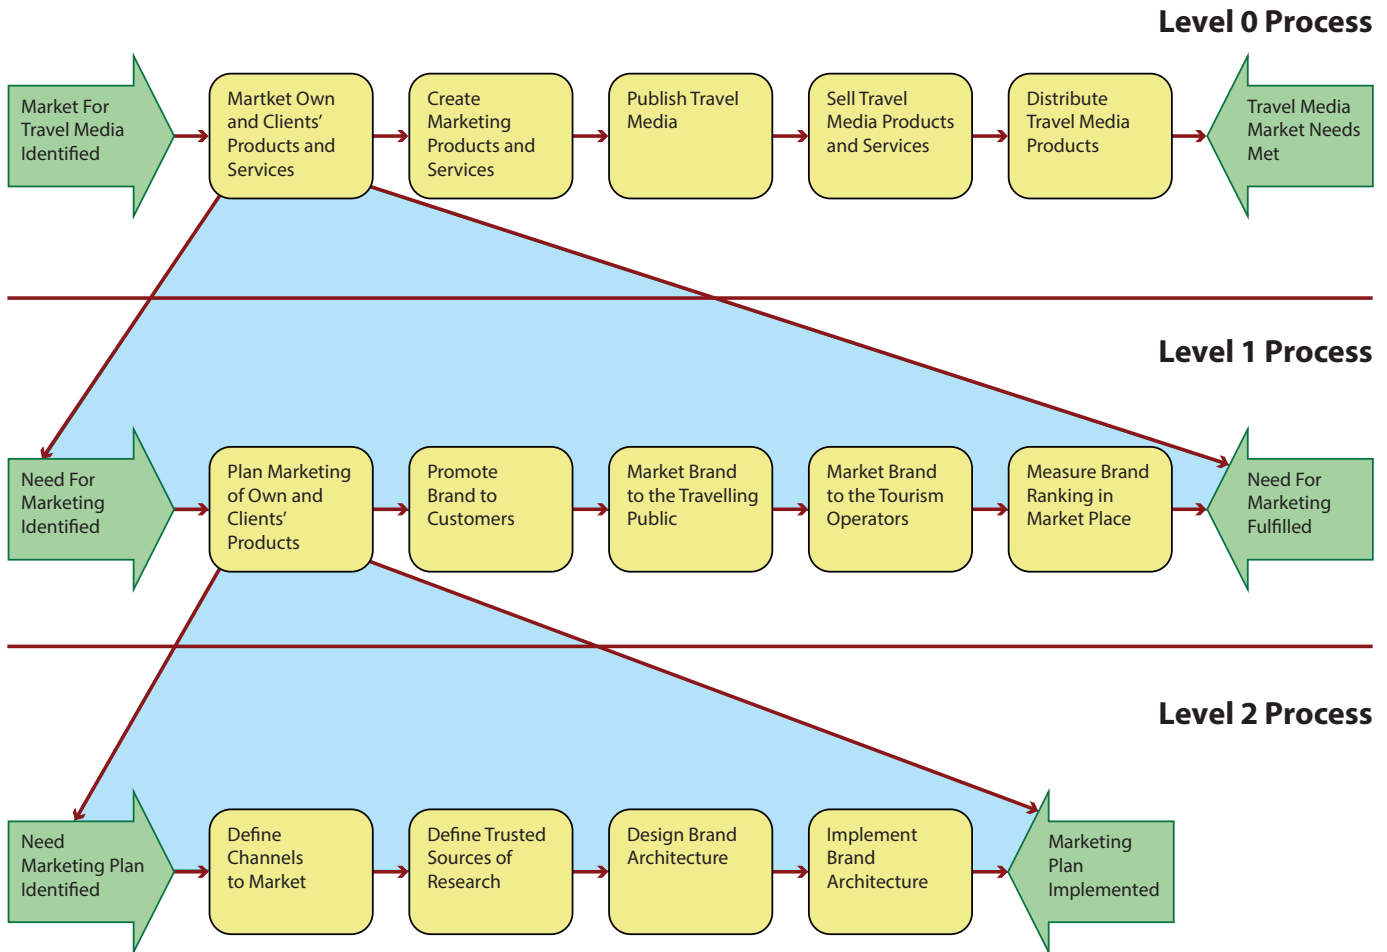 Level 0 Process
Market For
Travel Media
Identified
Martket Own
and Clients'
Products and
Services
Create
Marketing
Products and
Services
Publish Travel
Media
Sell Travel
Media Products
and Services
Distribute
Travel Media
Products
Travel Media
Market Needs
Met
Level 1 Process
Need For
Marketing
Identified
Plan Marketing
of Own and
Clients'
Products
Promote
Brand to
Customers
Market Brand
to the Travelling
Public
Market Brand
to the Tourism
Operators
Measure Brand
Ranking in
Market Place
Need For
Marketing
Fulfilled
Level 2 Process
Need
Marketing Plan
Identified
Define
Channels
to Market
Define Trusted
Sources of
Research
Design Brand
Architecture
Implement
Brand
Architecture
Marketing
Plan
Implemented